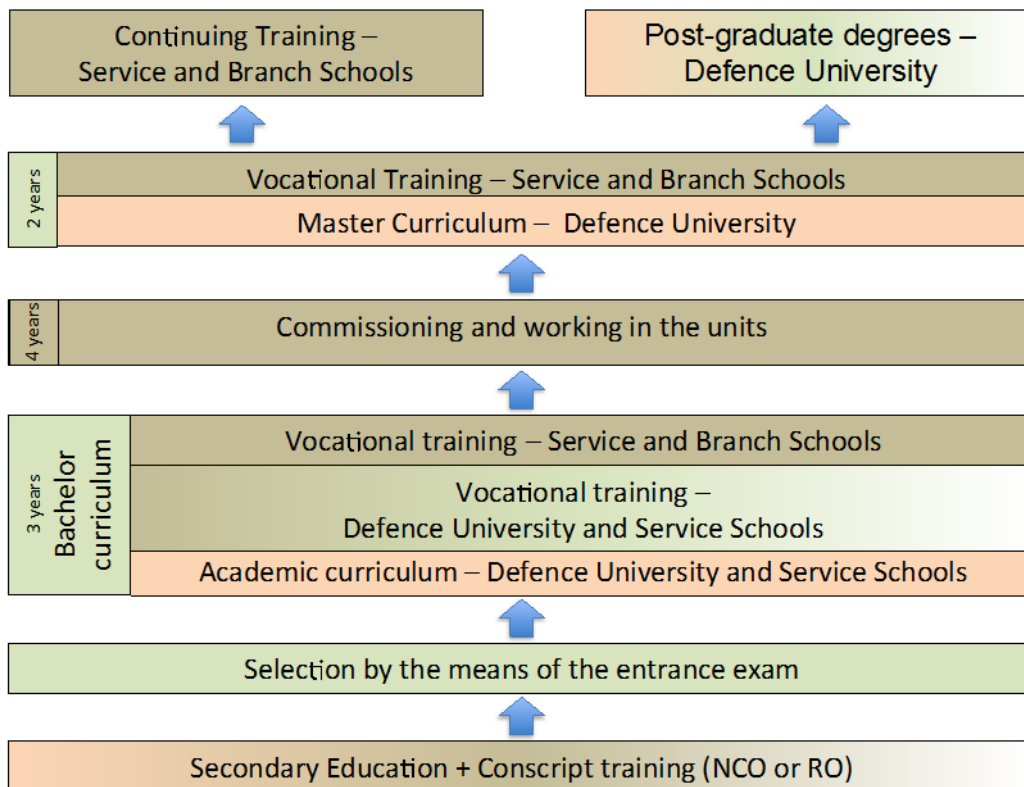 Continuing Training –
Service and Branch Schools
Post-graduate degrees –
Defence University
2 years
Vocational Training – Service and Branch Schools
Master Curriculum – Defence University
4 years
Commissioning and working in the units
3 years
Bachelor
curriculum
Vocational training – Service and Branch Schools
Vocational training –
Defence University and Service Schools
Academic curriculum – Defence University and Service Schools
Selection by the means of the entrance exam
Secondary Education + Conscript training (NCO or RO)